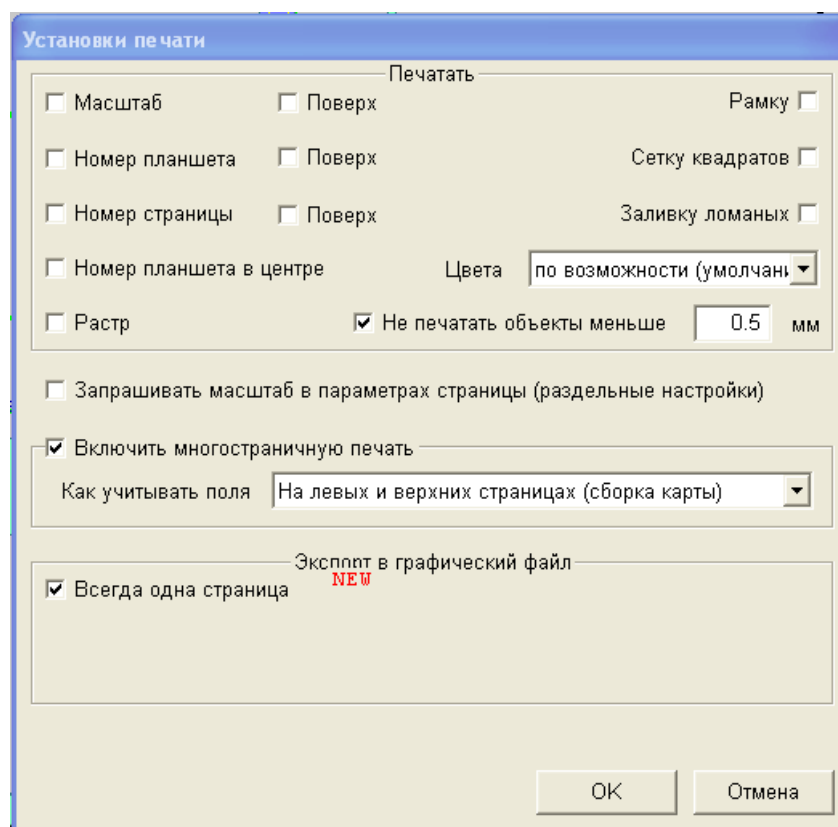 Установки печати
Печатать
Масштаб Поверх Рамку
Номер планшета Поверх Сетку квадратов
Номер страницы Поверх Заливку ломаных
Номер планшета в центре Цвета по возможности (умолчани
Растр Не печатать объекты меньше 0.5 мм
Запрашивать масштаб в параметрах страницы (раздельные настройки)
Включить многостраничную печать
Как учитывать поля На левых и верхних страницах (сборка карты)
Экспорт в графический файл
NEW
Всегда одна страница
OK Отмена